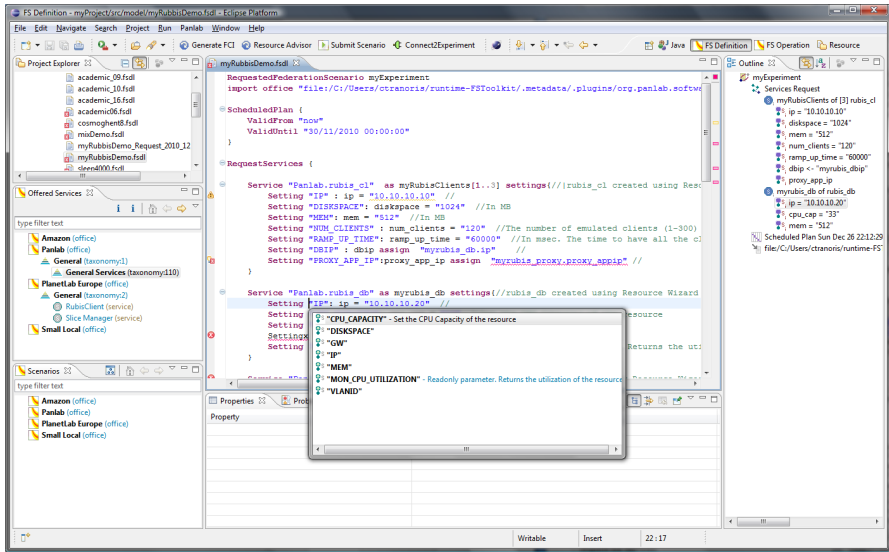 FS Definition - myProject/src/model/myRubbisDemo.fsdl - Eclipse Platform
File Edit View Navigate Search Project Run Panlab Window Help
Generate FCI Resource Advisor Submit Scenario Connect2Experiment Java FS Definition FS Operation Resource
Project Explorer
academic_09.fsdl
academic_10.fsdl
academic_16.fsdl
academic06.fsdl
cosmoghent8.fsdl
mixDemo.fsdl
myRubbisDemo_Request_2010_12
myRubbisDemo.fsdl
sleep4000.fsdl
Offered Services
type filter text
Amazon (office)
Panlab (office)
General (taxonomy:1)
General Services (taxonomy:110)
PlanetLab Europe (office)
General (taxonomy:2)
RubisClient (service)
Slice Manager (service)
Small Local (office)
Scenarios
type filter text
Amazon (office)
Panlab (office)
PlanetLab Europe (office)
Small Local (office)
myRubbisDemo.fsdl
RequestedFederationScenario myExperiment
import office "file:/C:/Users/ctranoris/runtime-FSToolkit/.metadata/.plugins/org.panlab.softwa
ScheduledPlan {
ValidFrom "now"
ValidUntil "30/11/2010 00:00:00"
}
RequestServices {
Service "Panlab.rubis_cl" as myRubisClients[1..3] settings{//|rubis_cl created using Reso
Setting "IP" : ip = "10.10.10.10" //
Setting "DISKSPACE": diskspace = "1024" //In MB
Setting "MEM": mem = "512" //In MB
Setting "NUM_CLIENTS" : num_clients = "120" //The number of emulated clients (1-300)
Setting "RAMP_UP_TIME": ramp_up_time = "60000" //In msec. The time to have all the cl
Setting "DBIP" : dbip assign "myrubis_db.ip" //
Setting "PROXY_APP_IP":proxy_app_ip assign "myrubis_proxy.proxy_appip" //
}
Service "Panlab.rubis_db" as myrubis_db settings{//rubis_db created using Resource Wizard
Setting "IP": ip = "10.10.10.20" //
Setting
Setting
Settingx
Setting
}
esource
Returns the uti
"CPU_CAPACITY" - Set the CPU Capacity of the resource
"DISKSPACE"
"GW"
"IP"
"MEM"
"MON_CPU_UTILIZATION" - Readonly parameter. Returns the utilization of the resource
"VLANID"
Properties Prob
Property
Outline
myExperiment
Services Request
myRubisClients of [3] rubis_cl
ip = "10.10.10.10"
diskspace = "1024"
mem = "512"
num_clients = "120"
ramp_up_time = "60000"
dbip <- "myrubis_dbip"
proxy_app_ip
myrubis_db of rubis_db
ip = "10.10.10.20"
cpu_cap = "33"
mem = "512"
Scheduled Plan Sun Dec 26 22:12:29
file:/C:/Users/ctranoris/runtime-FS
Writable Insert 22 : 17